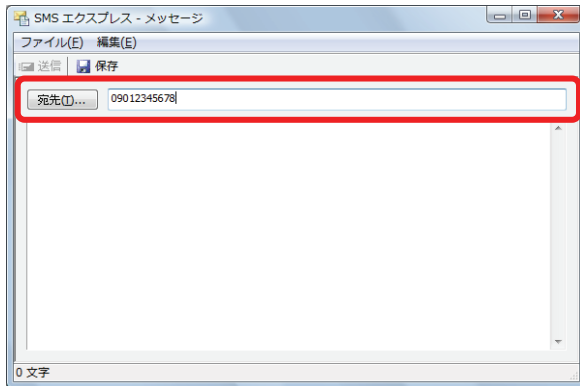 SMS エクスプレス - メッセージ
ファイル(F) 編集(E)
送信 保存
宛先(T)... 09012345678
0 文字